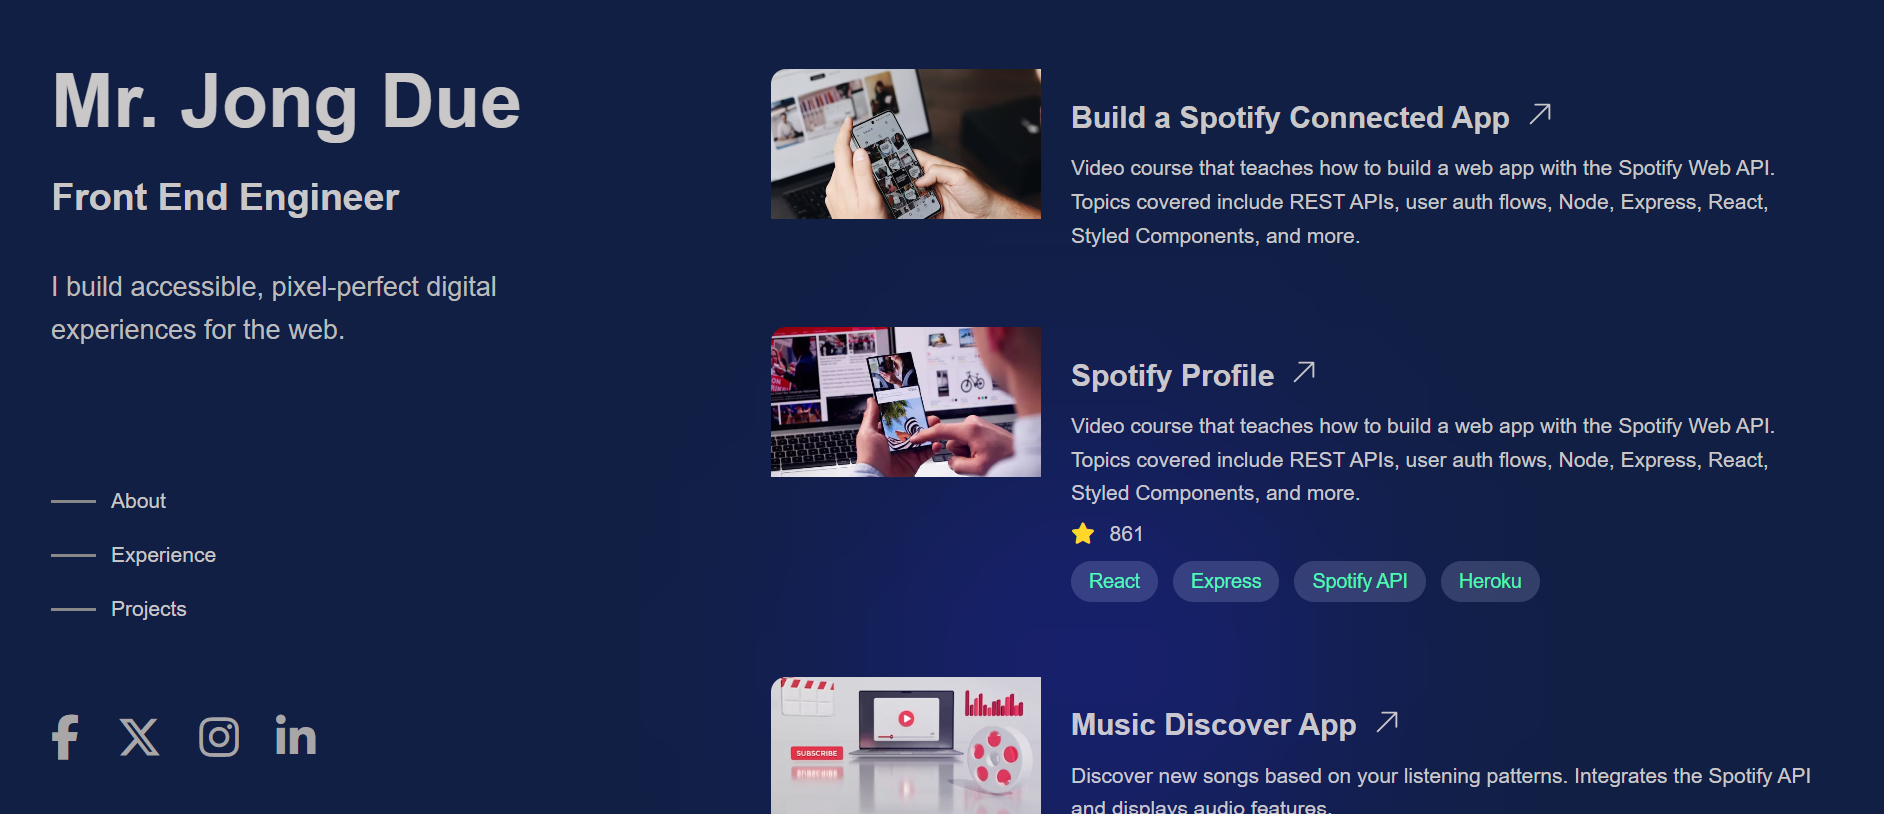 Mr. Jong Due
Front End Engineer
I build accessible, pixel-perfect digital
experiences for the web.
About
Experience
Projects
Build a Spotify Connected App
Video course that teaches how to build a web app with the Spotify Web API.
Topics covered include REST APIs, user auth flows, Node, Express, React,
Styled Components, and more.
Spotify Profile
Video course that teaches how to build a web app with the Spotify Web API.
Topics covered include REST APIs, user auth flows, Node, Express, React,
Styled Components, and more.
861
React
Express
Spotify API
Heroku
SUBSCRIBE
Music Discover App
Discover new songs based on your listening patterns. Integrates the Spotify API
and displays audio features.